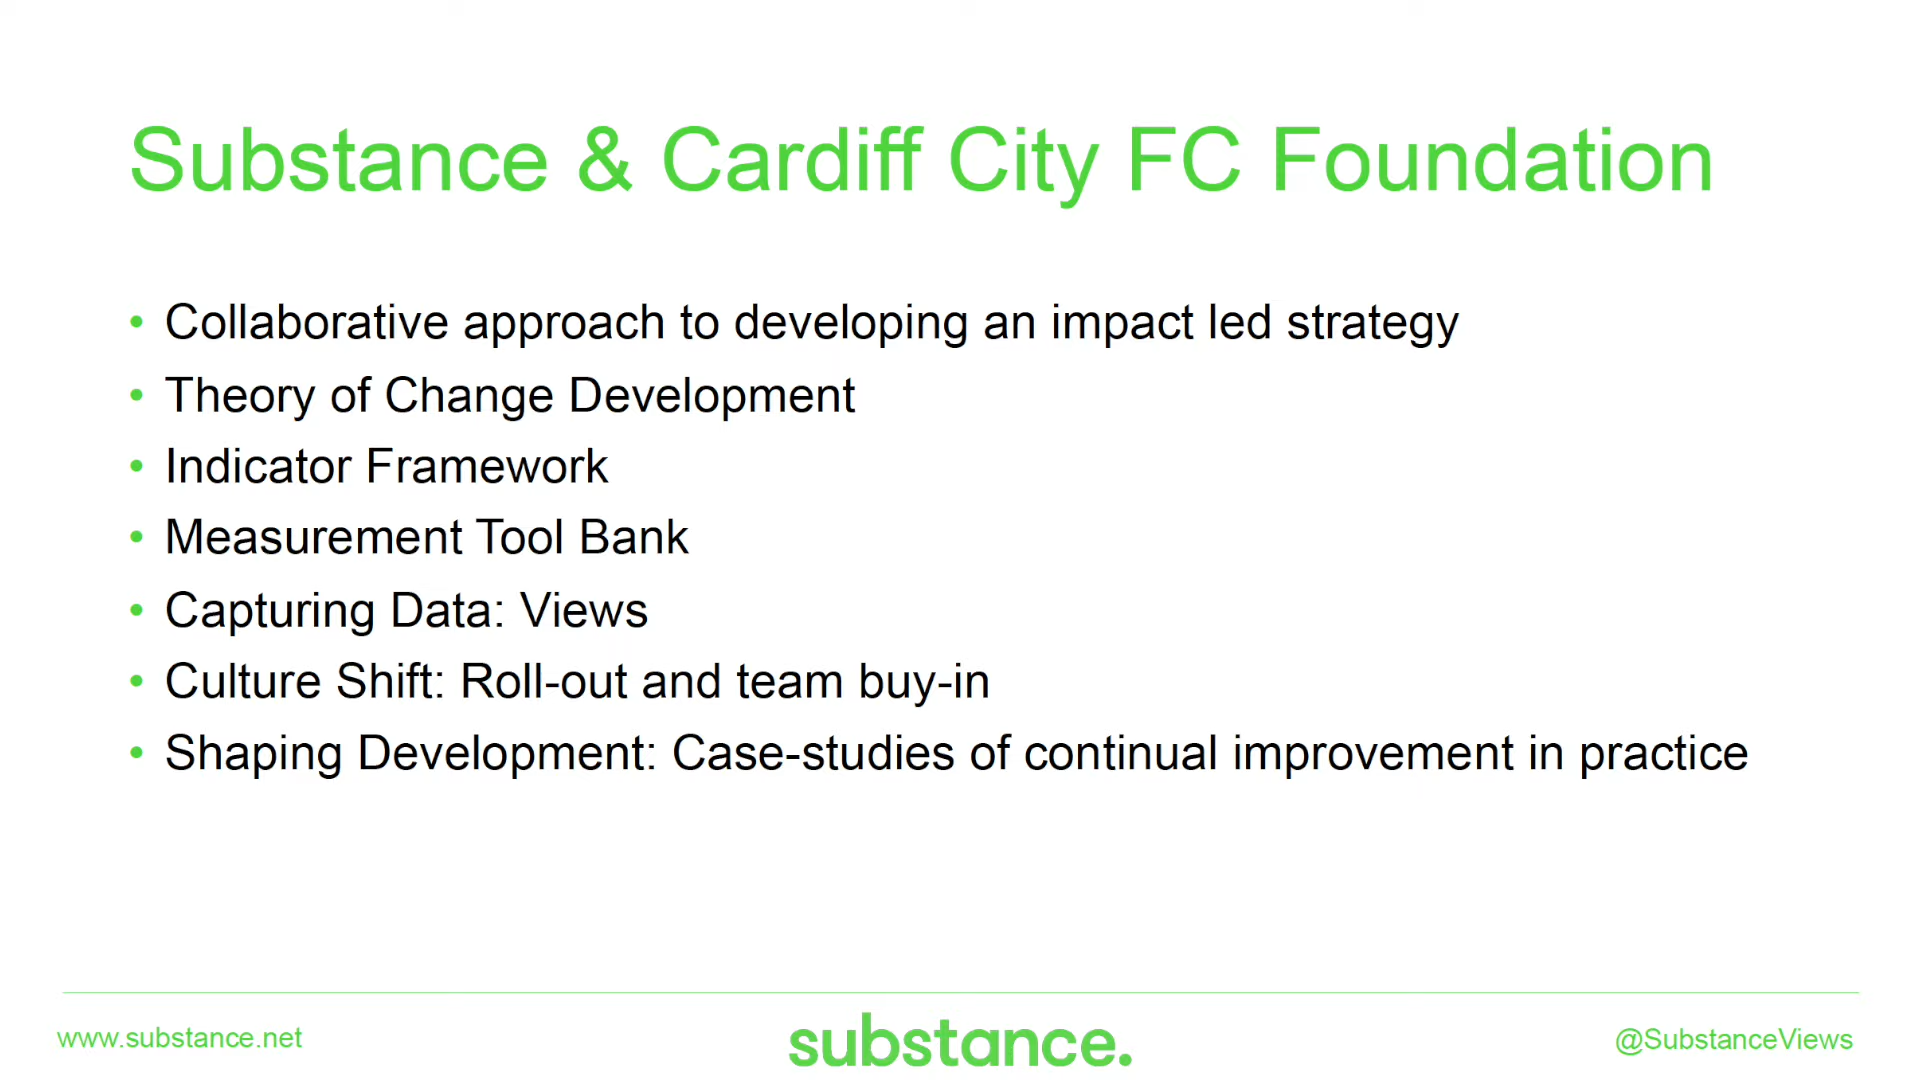 Substance & Cardiff City FC Foundation
• Collaborative approach to developing an impact led strategy
• Theory of Change Development
• Indicator Framework
• Measurement Tool Bank
• Capturing Data: Views
• Culture Shift: Roll-out and team buy-in
• Shaping Development: Case-studies of continual improvement in practice
www.substance.net
substance.
@SubstanceViews